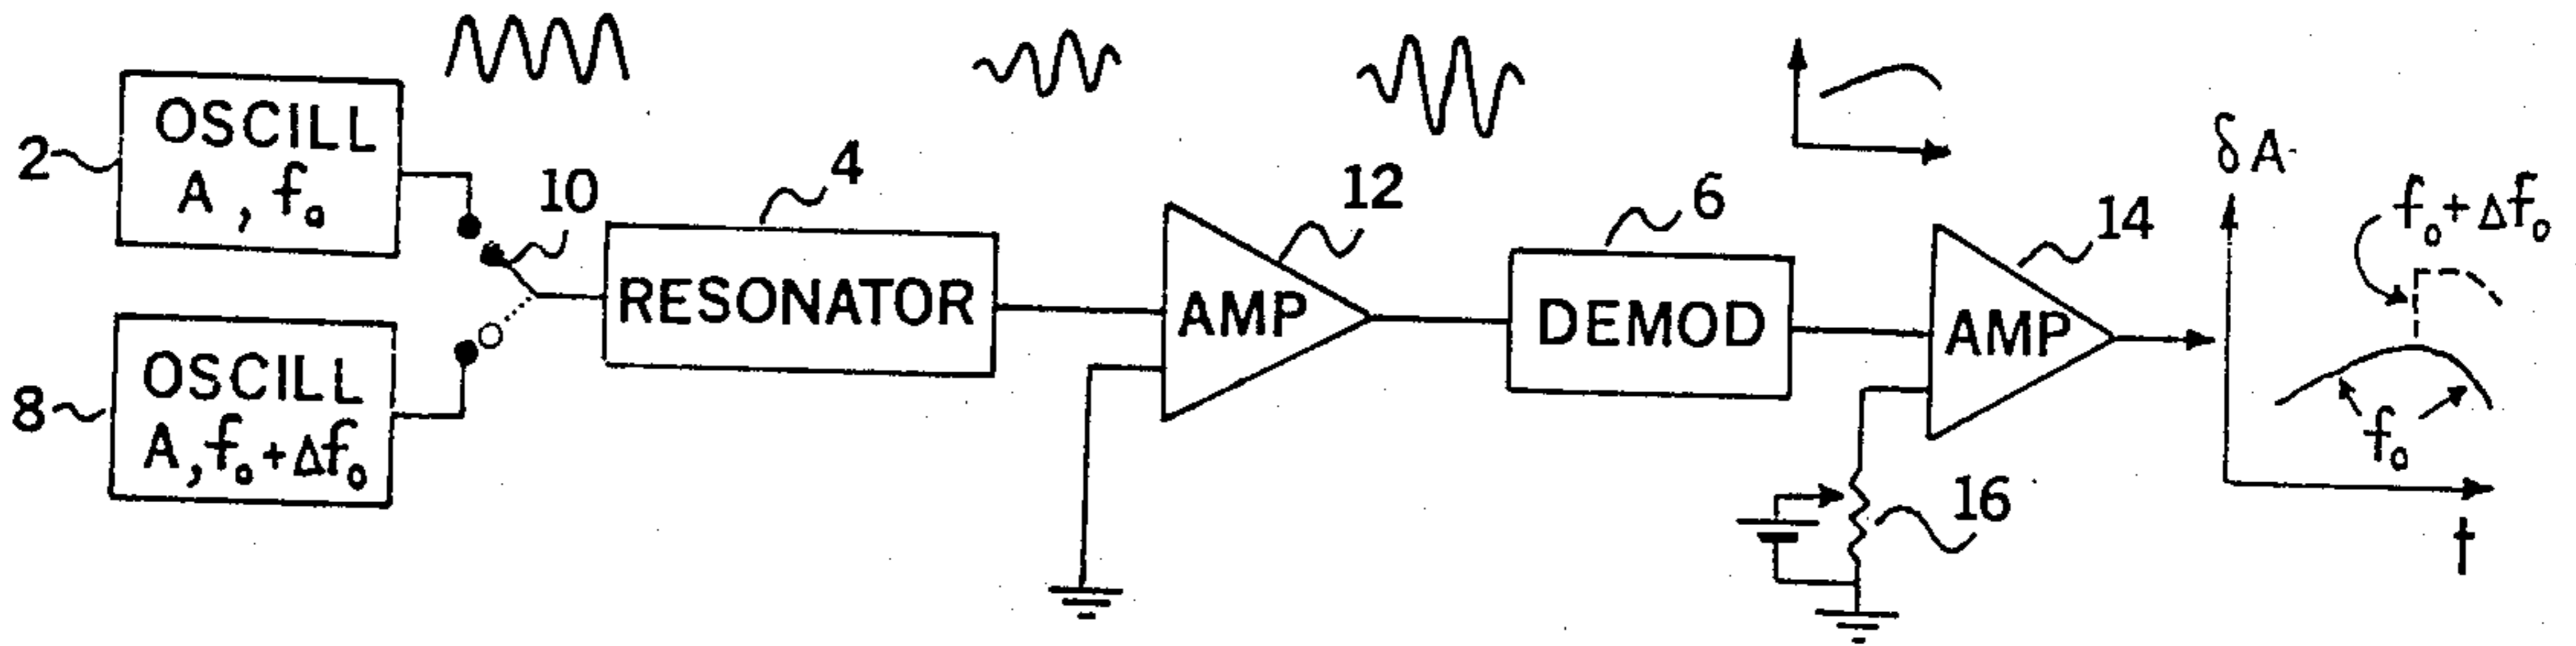 2
OSCILL
A, f₀
10
4
RESONATOR
12
AMP
6
DEMOD
14
AMP
16
8
OSCILL
A, f₀+Δf₀
δA
f₀+Δf₀
f₀
t